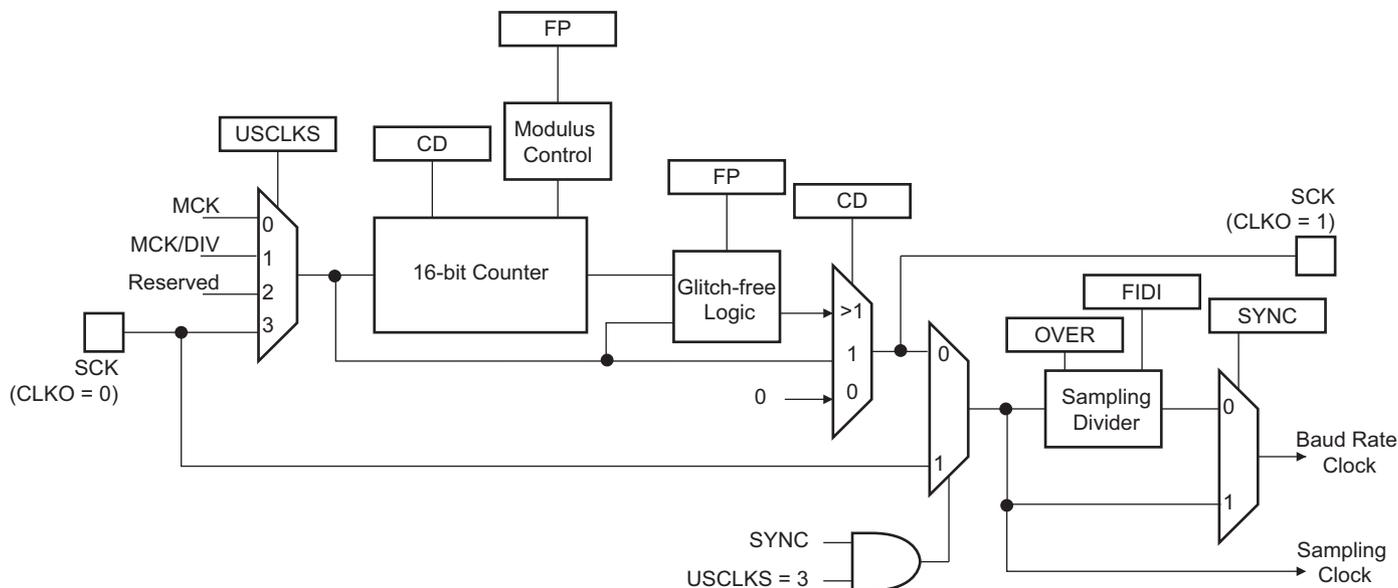 FP
USCLKS
CD
Modulus
Control
FP
CD
MCK
0
MCK/DIV
1
Reserved
2
3
16-bit Counter
Glitch-free
Logic
>1
1
0
0
SCK
(CLKO = 0)
SCK
(CLKO = 1)
FIDI
OVER
SYNC
0
1
Sampling
Divider
0
1
Baud Rate
Clock
SYNC
USCLKS = 3
Sampling
Clock